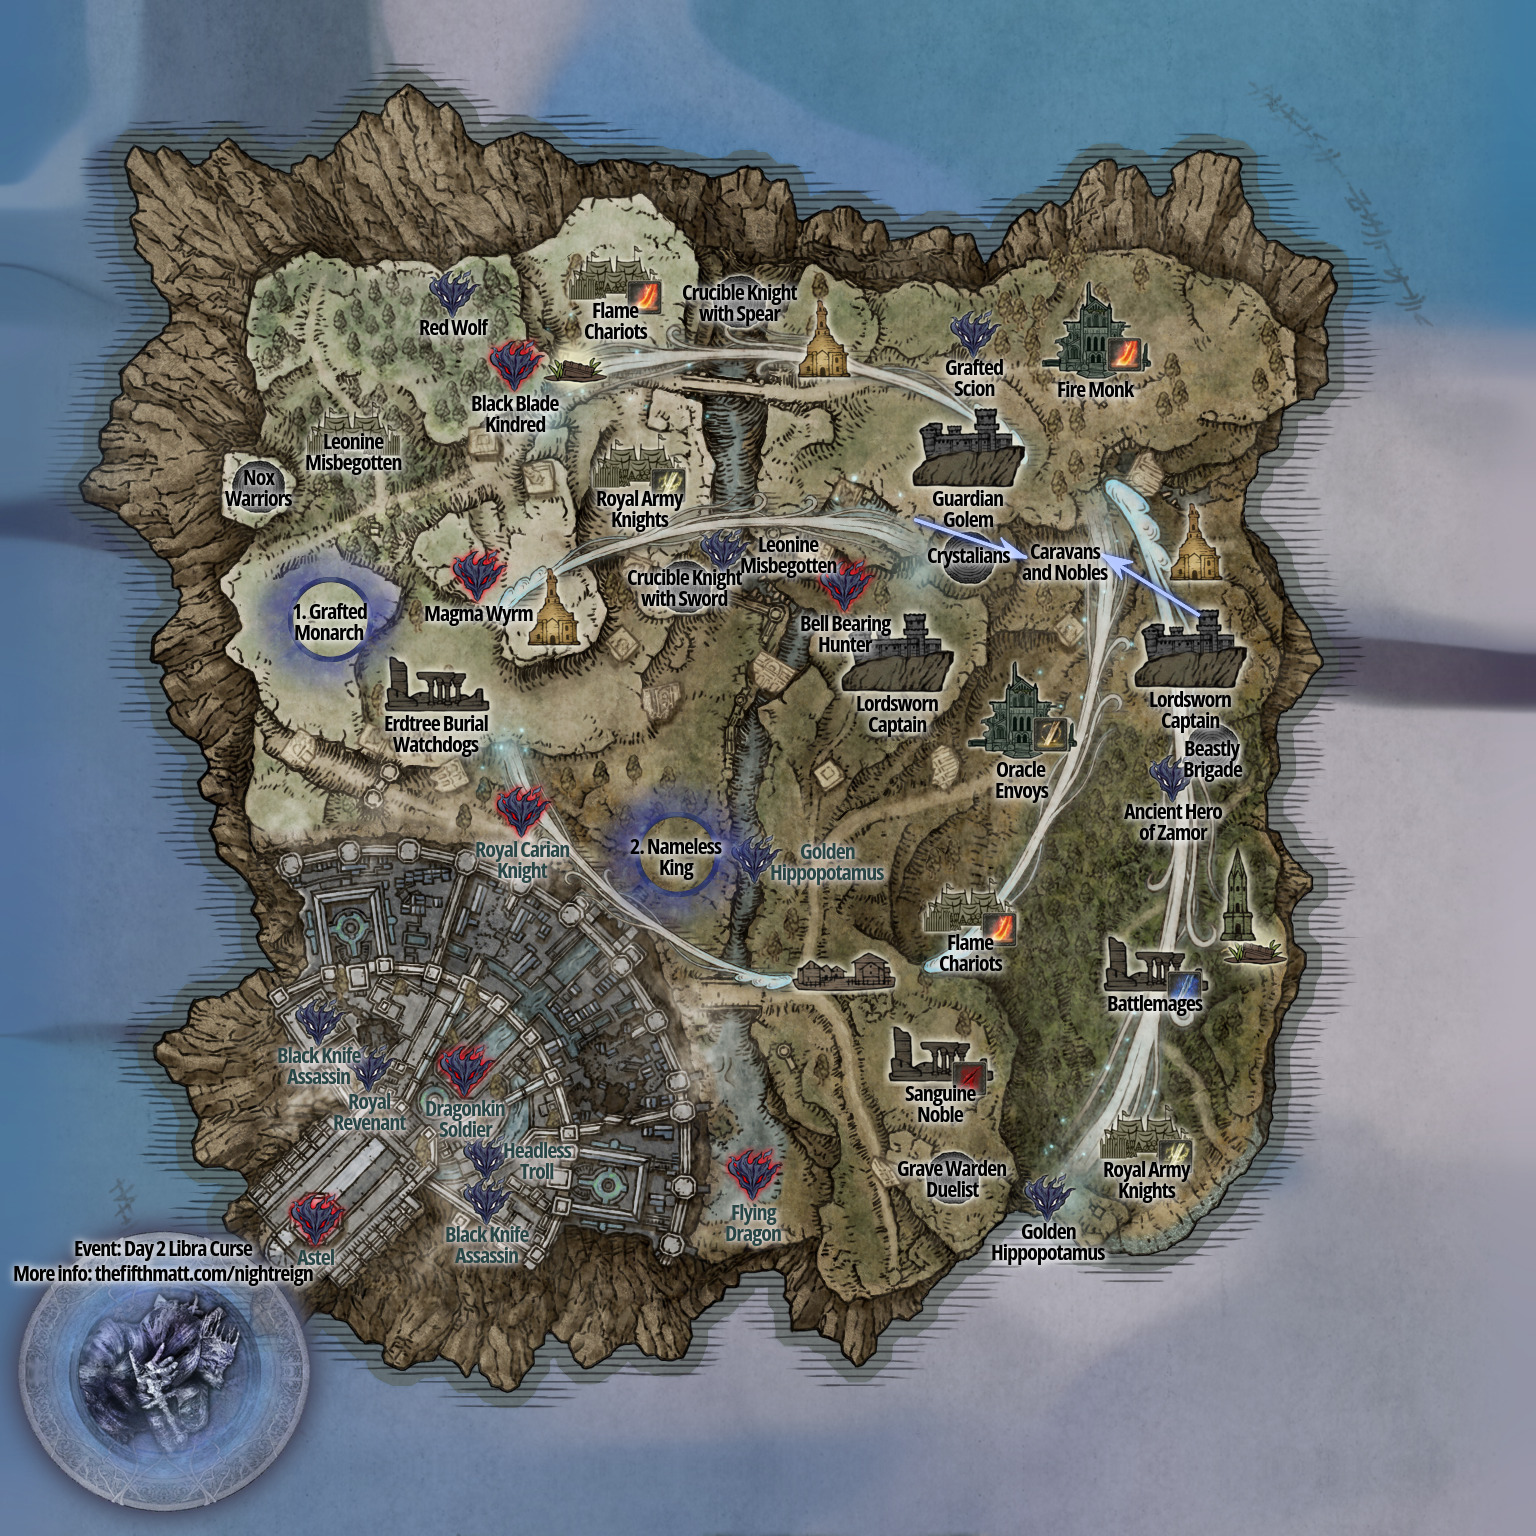 Red Wolf
Flame
Chariots
Crucible Knight
with Spear
Grafted
Scion
Fire Monk
Black Blade
Kindred
Leonine
Misbegotten
Nox
Warriors
Royal Army
Knights
Guardian
Golem
Crystalians
Caravans
and Nobles
Leonine
Misbegotten
Crucible Knight
with Sword
Magma Wyrm
1. Grafted
Monarch
Bell Bearing
Hunter
Lordsworn
Captain
Lordsworn
Captain
Erdtree Burial
Watchdogs
Beastly
Brigade
Oracle
Envoys
Ancient Hero
of Zamor
Royal Carian
Knight
2. Nameless
King
Golden
Hippopotamus
Flame
Chariots
Battlemages
Black Knife
Assassin
Royal
Revenant
Dragonkin
Soldier
Headless
Troll
Sanguine
Noble
Grave Warden
Duelist
Royal Army
Knights
Flying
Dragon
Black Knife
Assassin
Golden
Hippopotamus
Astel
Event: Day 2 Libra Curse
More info: thefifthmatt.com/nightreign